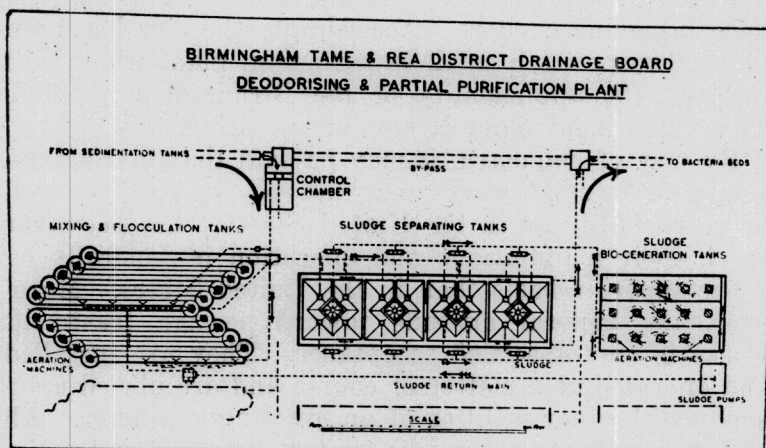 BIRMINGHAM TAME & REA DISTRICT DRAINAGE BOARD
DEODORISING & PARTIAL PURIFICATION PLANT
FROM SEDIMENTATION TANKS
BY-PASS
TO BACTERIA BEDS
CONTROL
CHAMBER
MIXING & FLOCCULATION TANKS
SLUDGE SEPARATING TANKS
SLUDGE
BIO-GENERATION TANKS
AERATION
MACHINES
SLUDGE
AERATION MACHINES
SLUDGE RETURN MAIN
SLUDGE PUMPS
SCALE